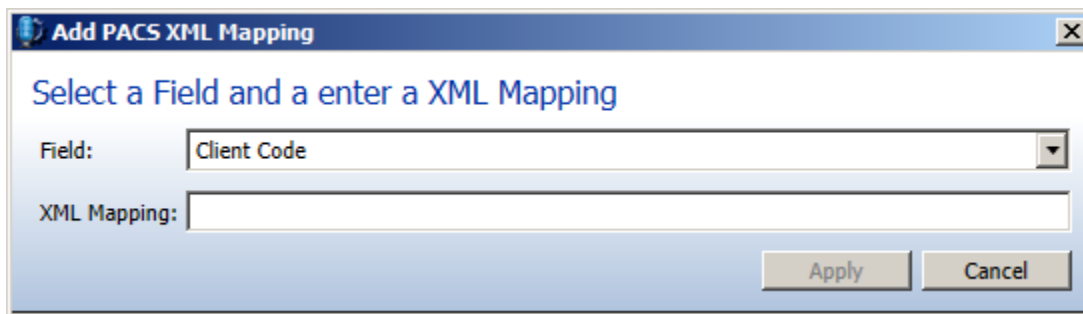 Add PACS XML Mapping
Select a Field and a enter a XML Mapping
Field: Client Code
XML Mapping:
Apply Cancel